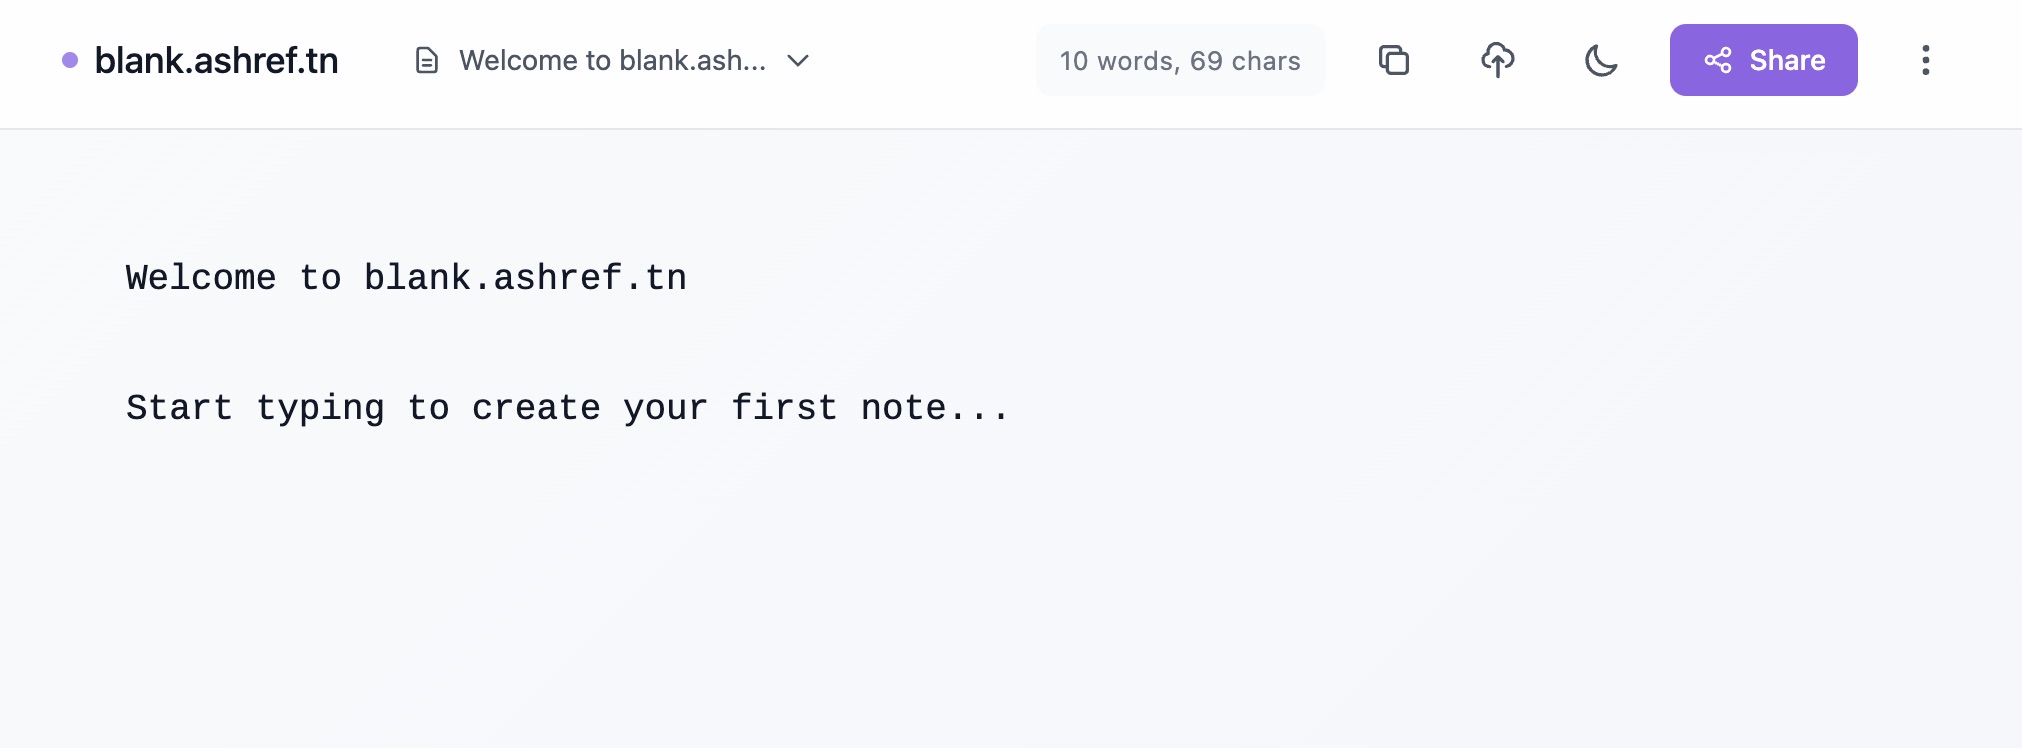 blank.ashref.tn
Welcome to blank.ash...
10 words, 69 chars
Share
Welcome to blank.ashref.tn
Start typing to create your first note...